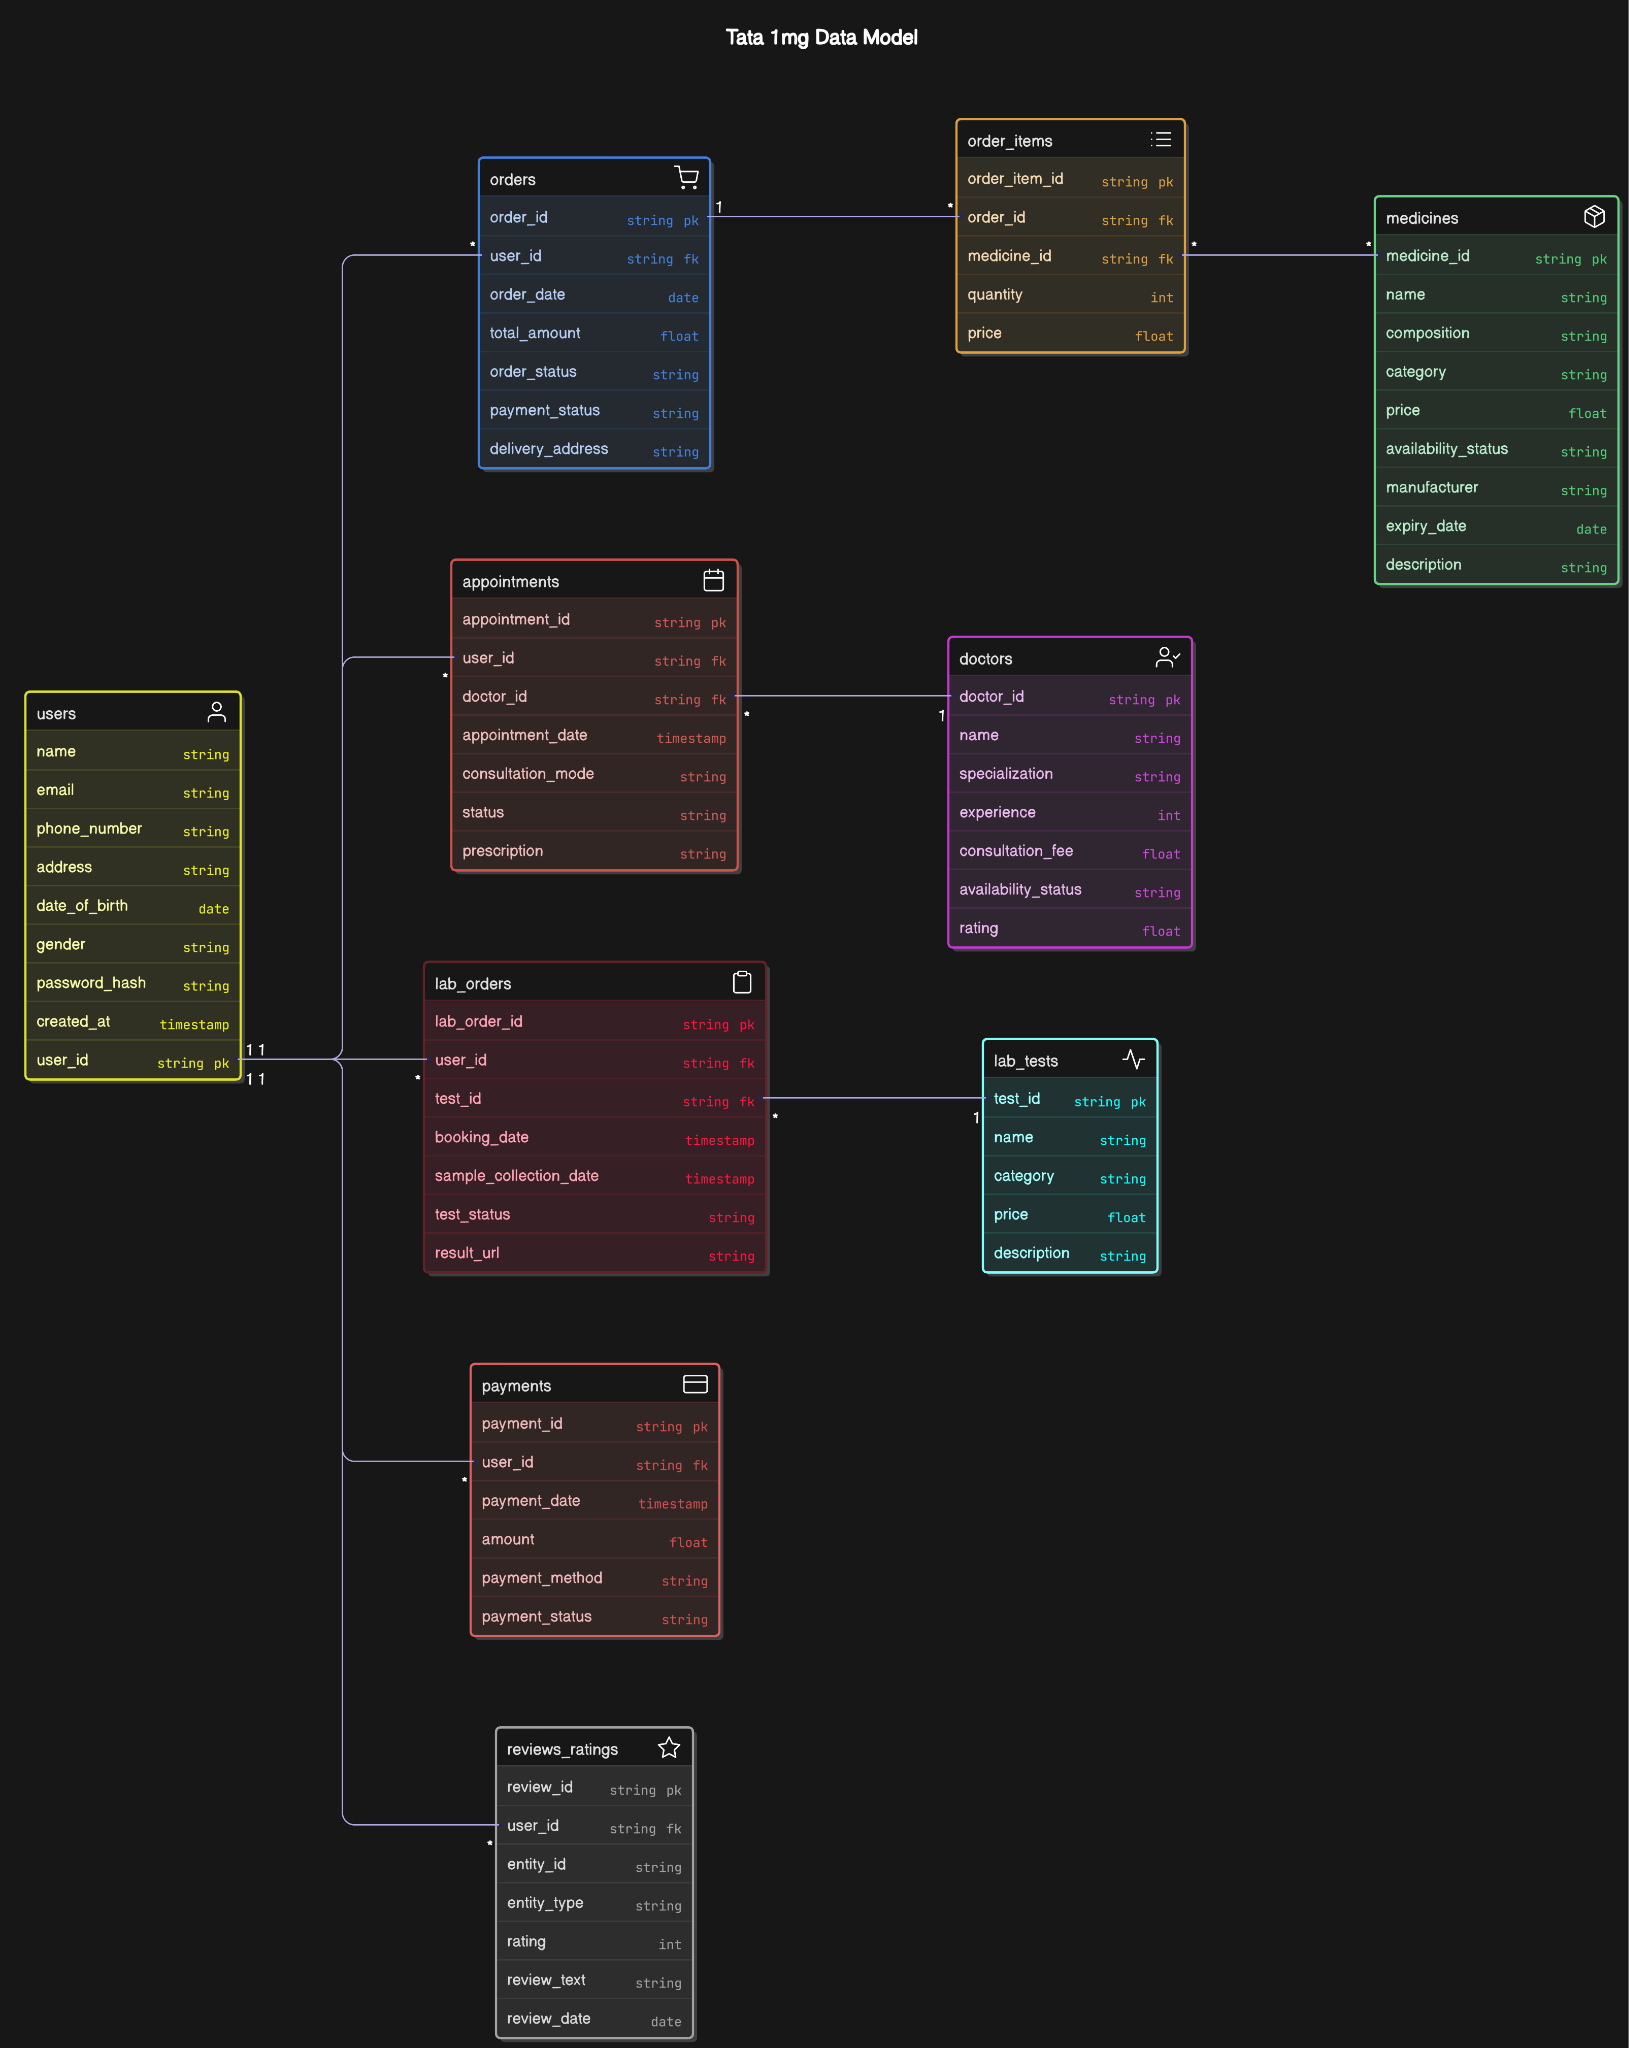 Tata 1mg Data Model
orders
order_id string pk
user_id string fk
order_date date
total_amount float
order_status string
payment_status string
delivery_address string
1
*
*
order_items
order_item_id string pk
order_id string fk
medicine_id string fk
quantity int
price float
*
*
medicines
medicine_id string pk
name string
composition string
category string
price float
availability_status string
manufacturer string
expiry_date date
description string
appointments
appointment_id string pk
user_id string fk
doctor_id string fk
appointment_date timestamp
consultation_mode string
status string
prescription string
*
*
1
doctors
doctor_id string pk
name string
specialization string
experience int
consultation_fee float
availability_status string
rating float
users
name string
email string
phone_number string
address string
date_of_birth date
gender string
password_hash string
created_at timestamp
user_id string pk
1 1
1 1
lab_orders
lab_order_id string pk
user_id string fk
test_id string fk
booking_date timestamp
sample_collection_date timestamp
test_status string
result_url string
*
*
1
lab_tests
test_id string pk
name string
category string
price float
description string
payments
payment_id string pk
user_id string fk
payment_date timestamp
amount float
payment_method string
payment_status string
*
reviews_ratings
review_id string pk
user_id string fk
entity_id string
entity_type string
rating int
review_text string
review_date date
*